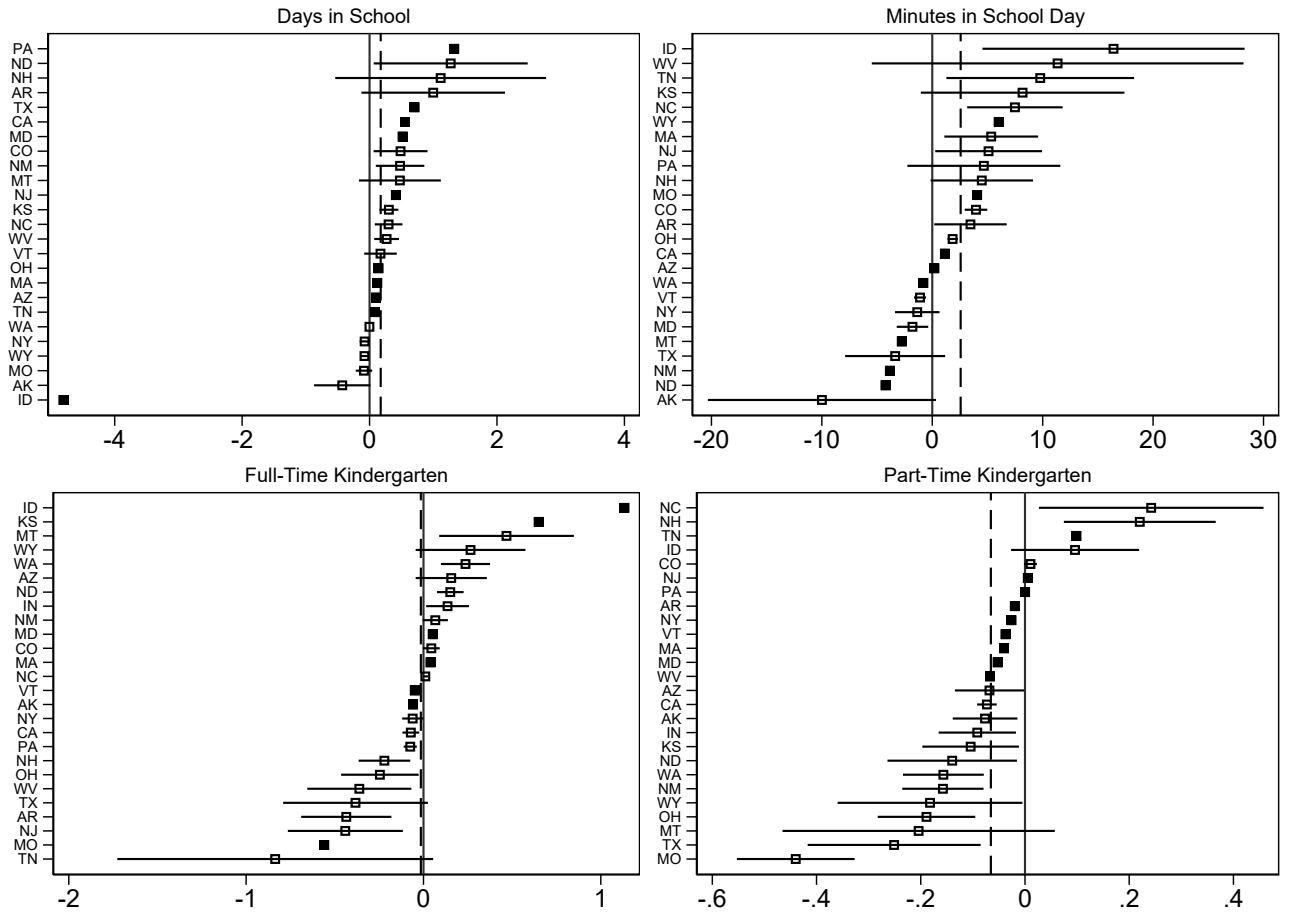 Days in School
PA
ND
NH
AR
TX
CA
MD
CO
NM
MT
NJ
KS
NC
WV
VT
OH
MA
AZ
TN
WA
NY
WY
MO
AK
ID
-4 -2 0 2 4
Minutes in School Day
ID
WV
TN
KS
NC
WY
MA
NJ
PA
NH
MO
CO
AR
OH
CA
AZ
WA
VT
NY
MD
MT
TX
NM
ND
AK
-20 -10 0 10 20 30
Full-Time Kindergarten
ID
KS
MT
WY
WA
AZ
ND
IN
NM
MD
CO
MA
NC
VT
AK
NY
CA
PA
NH
OH
WV
TX
AR
NJ
MO
TN
-2 -1 0 1
Part-Time Kindergarten
NC
NH
TN
ID
CO
NJ
PA
AR
NY
VT
MA
MD
WV
AZ
CA
AK
IN
KS
ND
WA
NM
WY
OH
MT
TX
MO
-.6 -.4 -.2 0 .2 .4